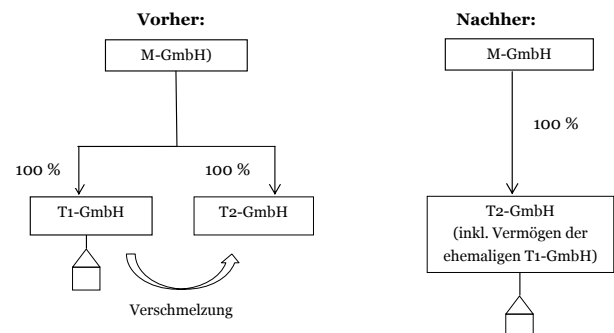 Vorher:
M-GmbH)
100 %
100 %
T1-GmbH
T2-GmbH
Verschmelzung
Nachher:
M-GmbH
100 %
T2-GmbH
(inkl. Vermögen der
ehemaligen T1-GmbH)